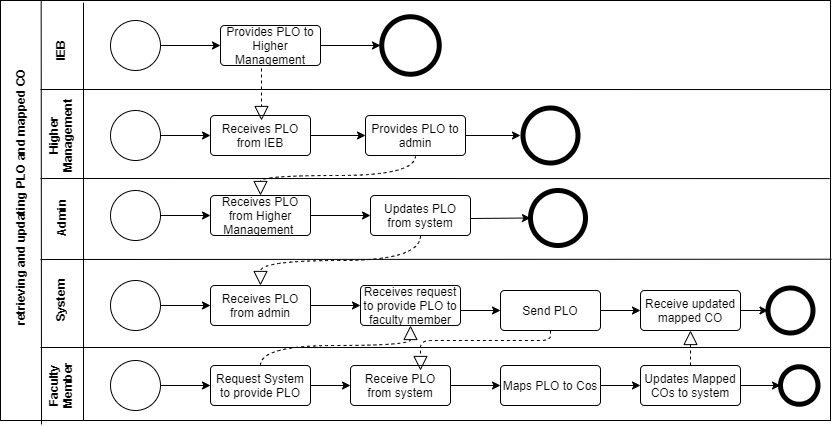 retrieving and updating PLO and mapped CO
IEB
Provides PLO to
Higher
Management
Higher
Management
Receives PLO
from IEB
Provides PLO to
admin
Admin
Receives PLO
from Higher
Management
Updates PLO
from system
System
Receives PLO
from admin
Receives request
to provide PLO to
faculty member
Send PLO
Receive updated
mapped CO
Faculty
Member
Request System
to provide PLO
Receive PLO
from system
Maps PLO to Cos
Updates Mapped
COs to system